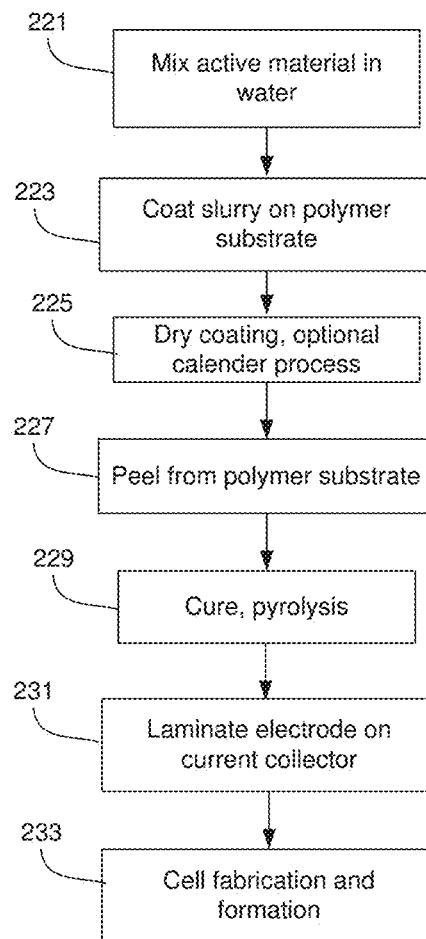 221
Mix active material in
water
223
Coat slurry on polymer
substrate
225
Dry coating, optional
calender process
227
Peel from polymer substrate
229
Cure, pyrolysis
231
Laminate electrode on
current collector
233
Cell fabrication and
formation